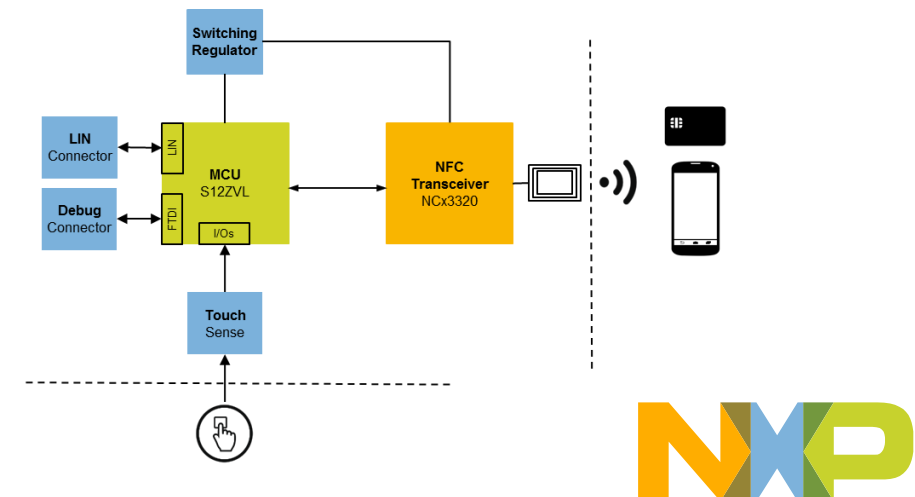 Switching
Regulator
LIN
Connector
LIN
MCU
S12ZVL
NFC
Transceiver
NCx3320
Debug
Connector
FTDI
I/Os
Touch
Sense
NXP